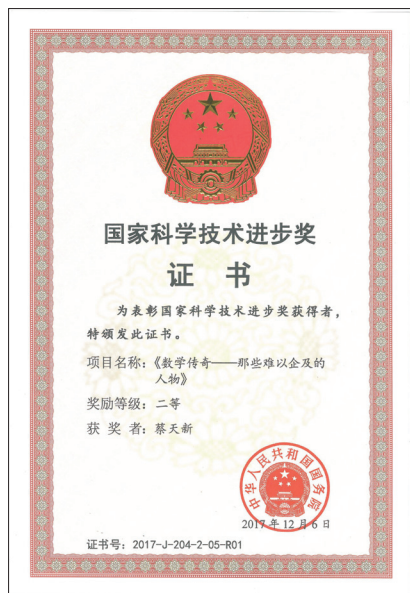 国家科学技术进步奖
证 书
为表彰国家科学技术进步奖获得者，
特颁发此证书。
项目名称：《数学传奇——那些难以企及的
人物》
奖励等级：二等
获 奖 者：蔡天新
中华人民共和国国务院
2017年12月6日
证书号：2017-J-204-2-05-R01